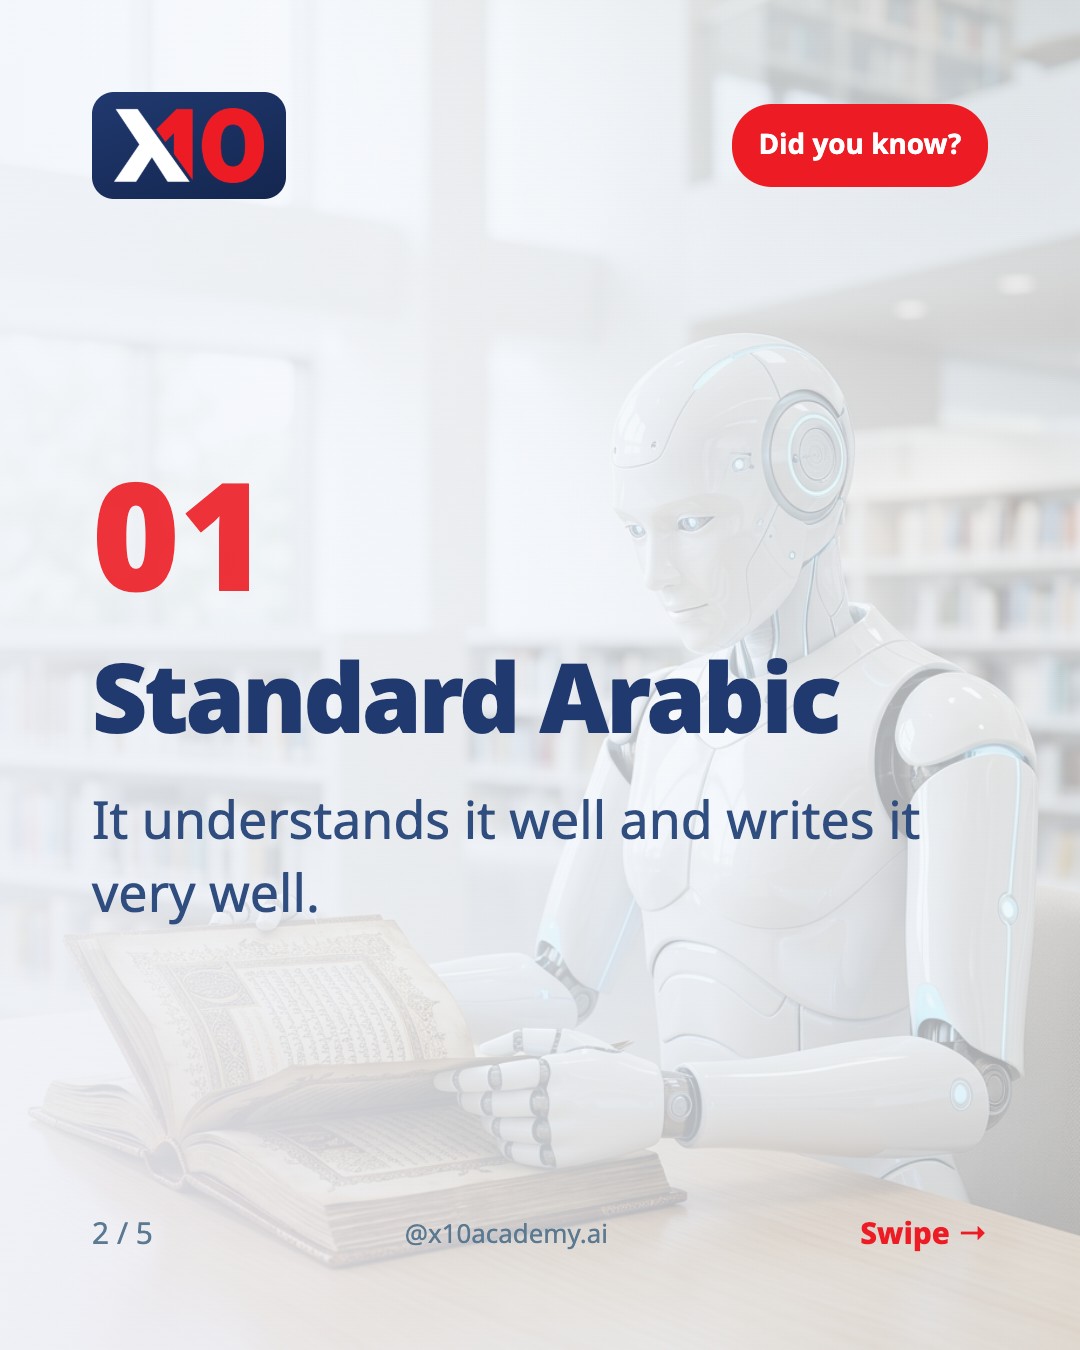 X10
Did you know?
01
Standard Arabic
It understands it well and writes it
very well.
2 / 5
@x10academy.ai
Swipe →